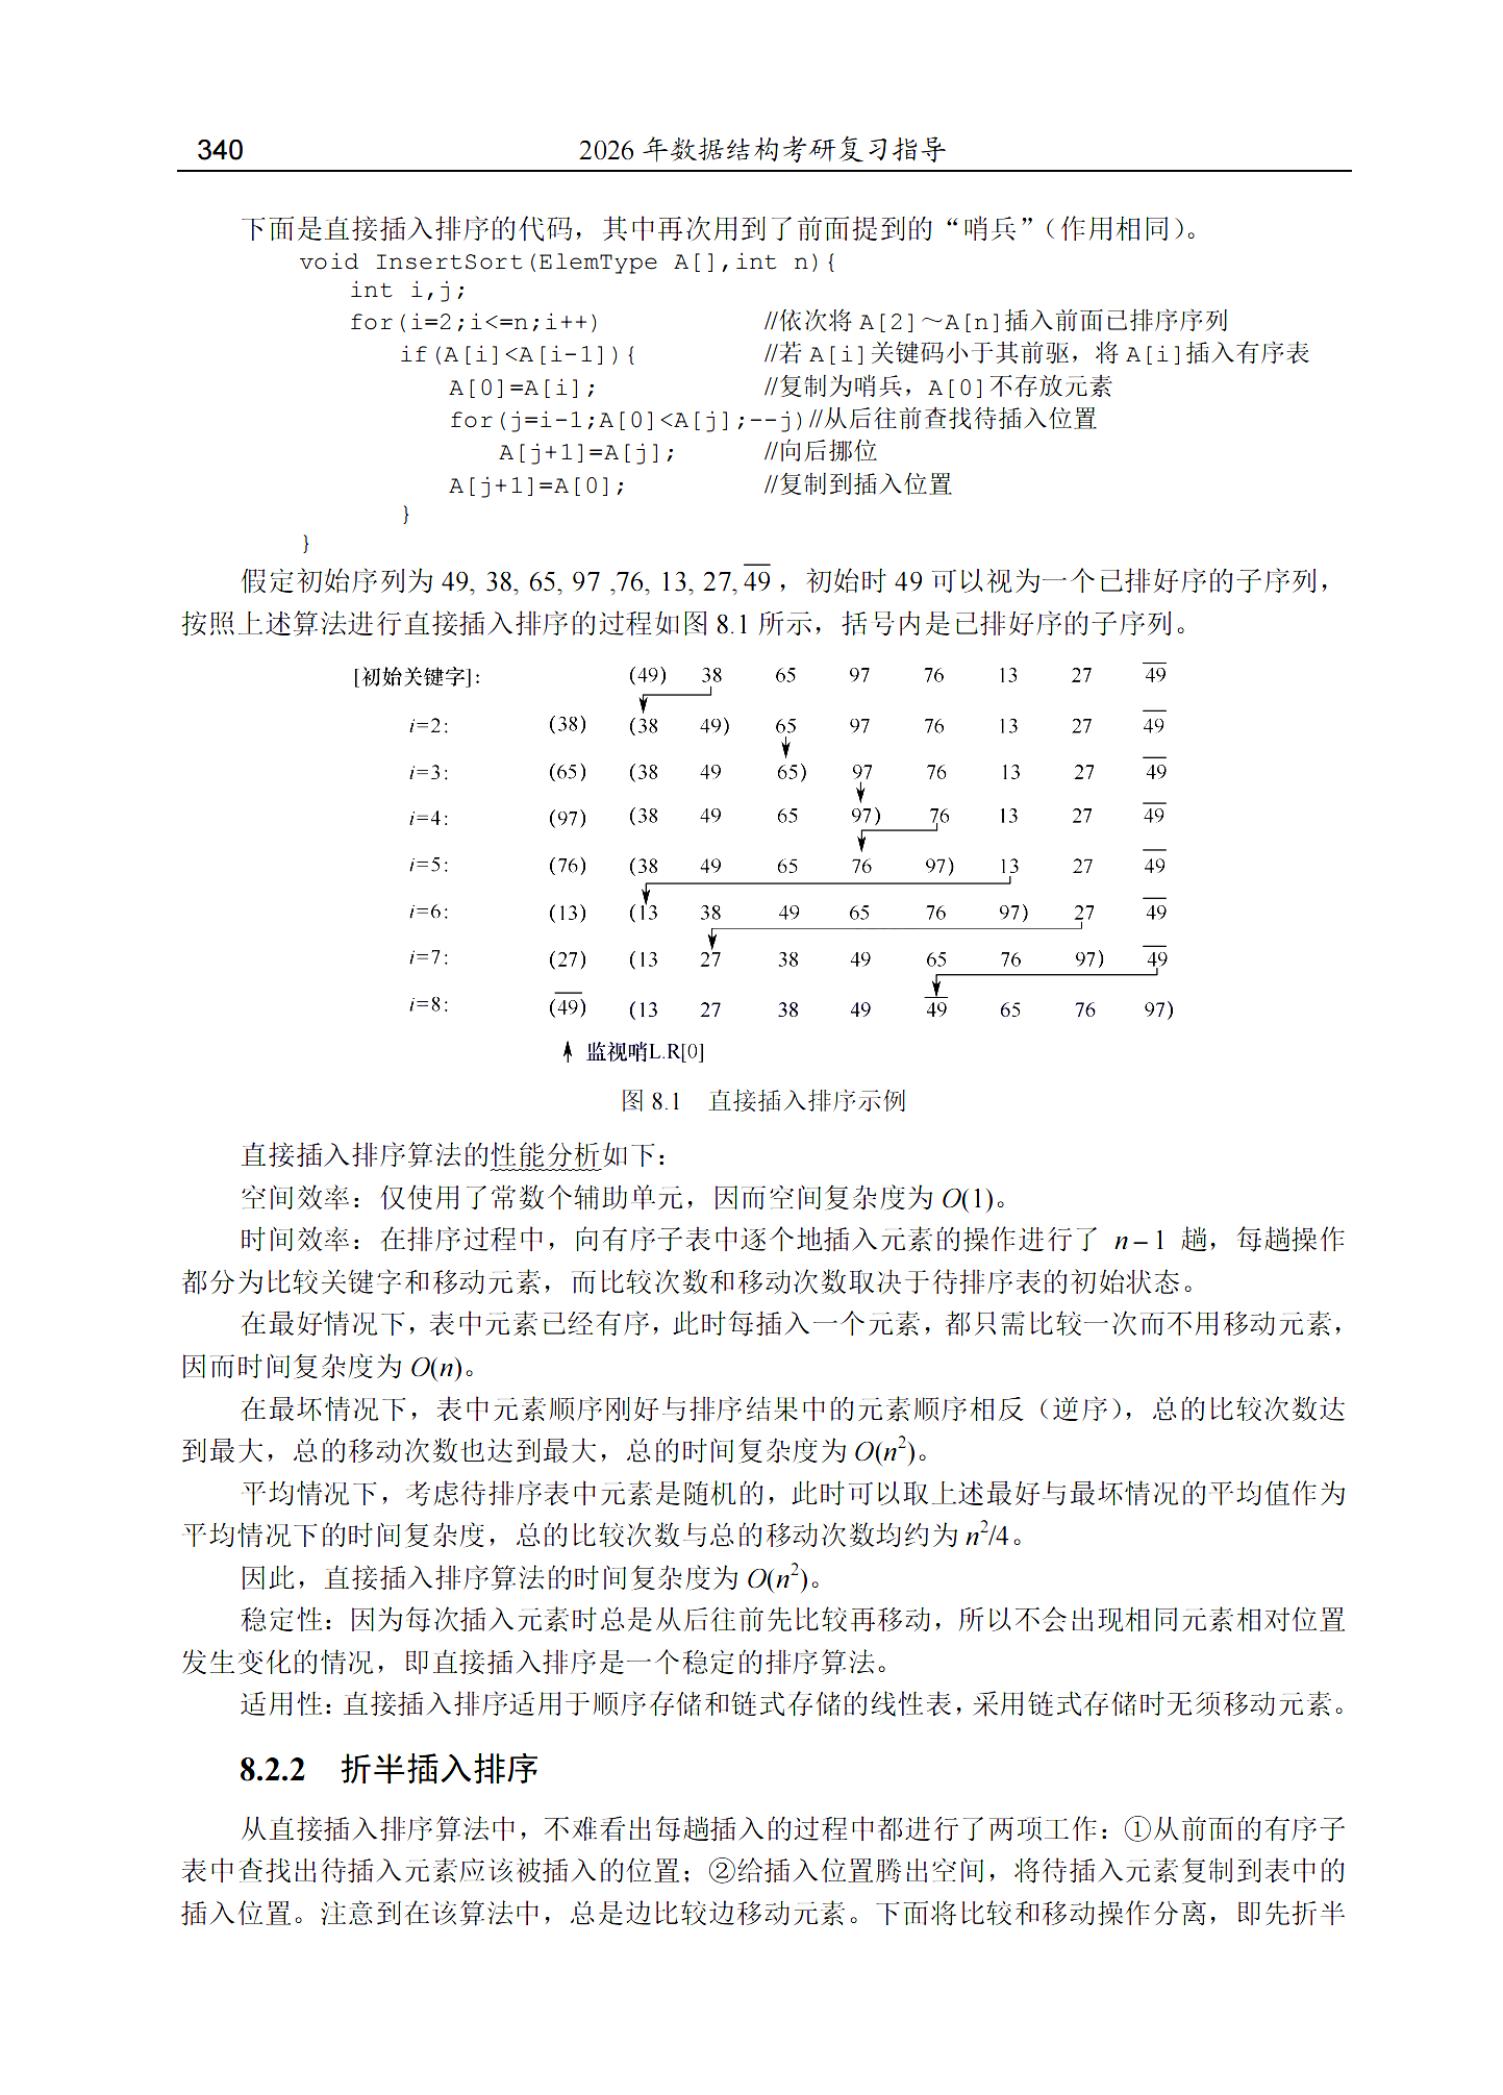 340 2026 年数据结构考研复习指导
下面是直接插入排序的代码，其中再次用到了前面提到的“哨兵”（作用相同）。
void InsertSort(ElemType A[],int n){
int i,j;
for(i=2;i<=n;i++) //依次将 A[2]～A[n]插入前面已排序序列
if(A[i]<A[i-1]){ //若 A[i]关键码小于其前驱，将 A[i]插入有序表
A[0]=A[i]; //复制为哨兵，A[0]不存放元素
for(j=i-1;A[0]<A[j];--j)//从后往前查找待插入位置
A[j+1]=A[j]; //向后挪位
A[j+1]=A[0]; //复制到插入位置
}
}
假定初始序列为 49, 38, 65, 97 ,76, 13, 27, 4̅9̅，初始时 49 可以视为一个已排好序的子序列，
按照上述算法进行直接插入排序的过程如图 8.1 所示，括号内是已排好序的子序列。
[初始关键字]: (49) 38 65 97 76 13 27 4̅9̅
i=2: (38) (38 49) 65 97 76 13 27 4̅9̅
i=3: (65) (38 49 65) 97 76 13 27 4̅9̅
i=4: (97) (38 49 65 97) 76 13 27 4̅9̅
i=5: (76) (38 49 65 76 97) 13 27 4̅9̅
i=6: (13) (13 38 49 65 76 97) 27 4̅9̅
i=7: (27) (13 27 38 49 65 76 97) 4̅9̅
i=8: (4̅9̅) (13 27 38 49 4̅9̅ 65 76 97)
监视哨L.R[0]
图 8.1 直接插入排序示例
直接插入排序算法的性能分析如下：
空间效率：仅使用了常数个辅助单元，因而空间复杂度为 O(1)。
时间效率：在排序过程中，向有序子表中逐个地插入元素的操作进行了 n−1 趟，每趟操作
都分为比较关键字和移动元素，而比较次数和移动次数取决于待排序表的初始状态。
在最好情况下，表中元素已经有序，此时每插入一个元素，都只需比较一次而不用移动元素，
因而时间复杂度为 O(n)。
在最坏情况下，表中元素顺序刚好与排序结果中的元素顺序相反（逆序），总的比较次数达
到最大，总的移动次数也达到最大，总的时间复杂度为 O(n²)。
平均情况下，考虑待排序表中元素是随机的，此时可以取上述最好与最坏情况的平均值作为
平均情况下的时间复杂度，总的比较次数与总的移动次数均约为 n²/4。
因此，直接插入排序算法的时间复杂度为 O(n²)。
稳定性：因为每次插入元素时总是从后往前先比较再移动，所以不会出现相同元素相对位置
发生变化的情况，即直接插入排序是一个稳定的排序算法。
适用性：直接插入排序适用于顺序存储和链式存储的线性表，采用链式存储时无须移动元素。
8.2.2 折半插入排序
从直接插入排序算法中，不难看出每趟插入的过程中都进行了两项工作：①从前面的有序子
表中查找出待插入元素应该被插入的位置；②给插入位置腾出空间，将待插入元素复制到表中的
插入位置。注意到在该算法中，总是边比较边移动元素。下面将比较和移动操作分离，即先折半